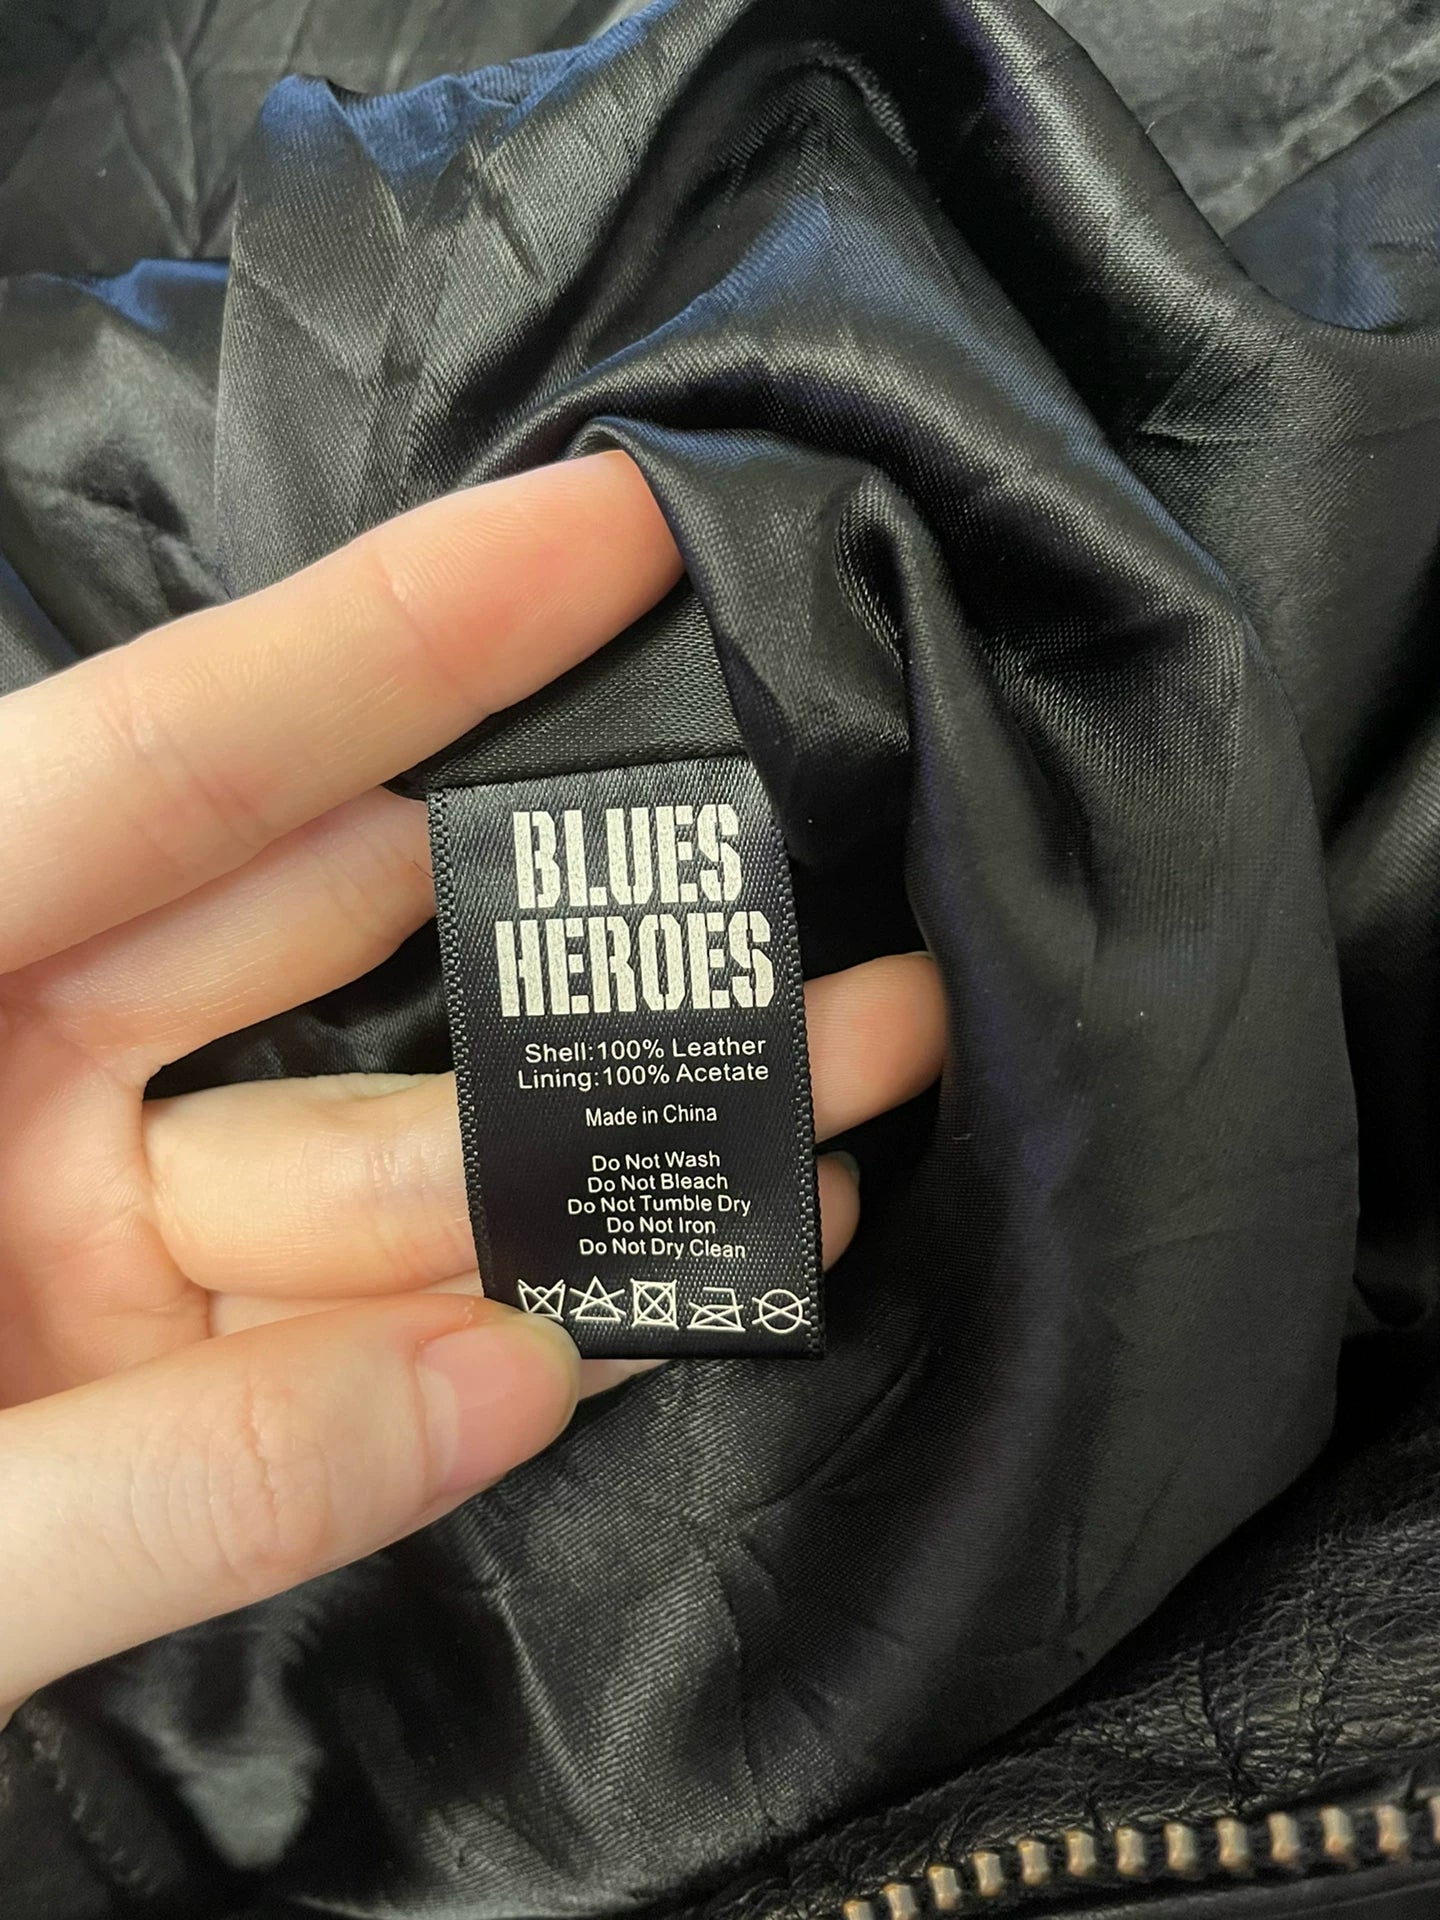 BLUES
HEROES
Shell:100% Leather
Lining:100% Acetate
Made in China
Do Not Wash
Do Not Bleach
Do Not Tumble Dry
Do Not Iron
Do Not Dry Clean